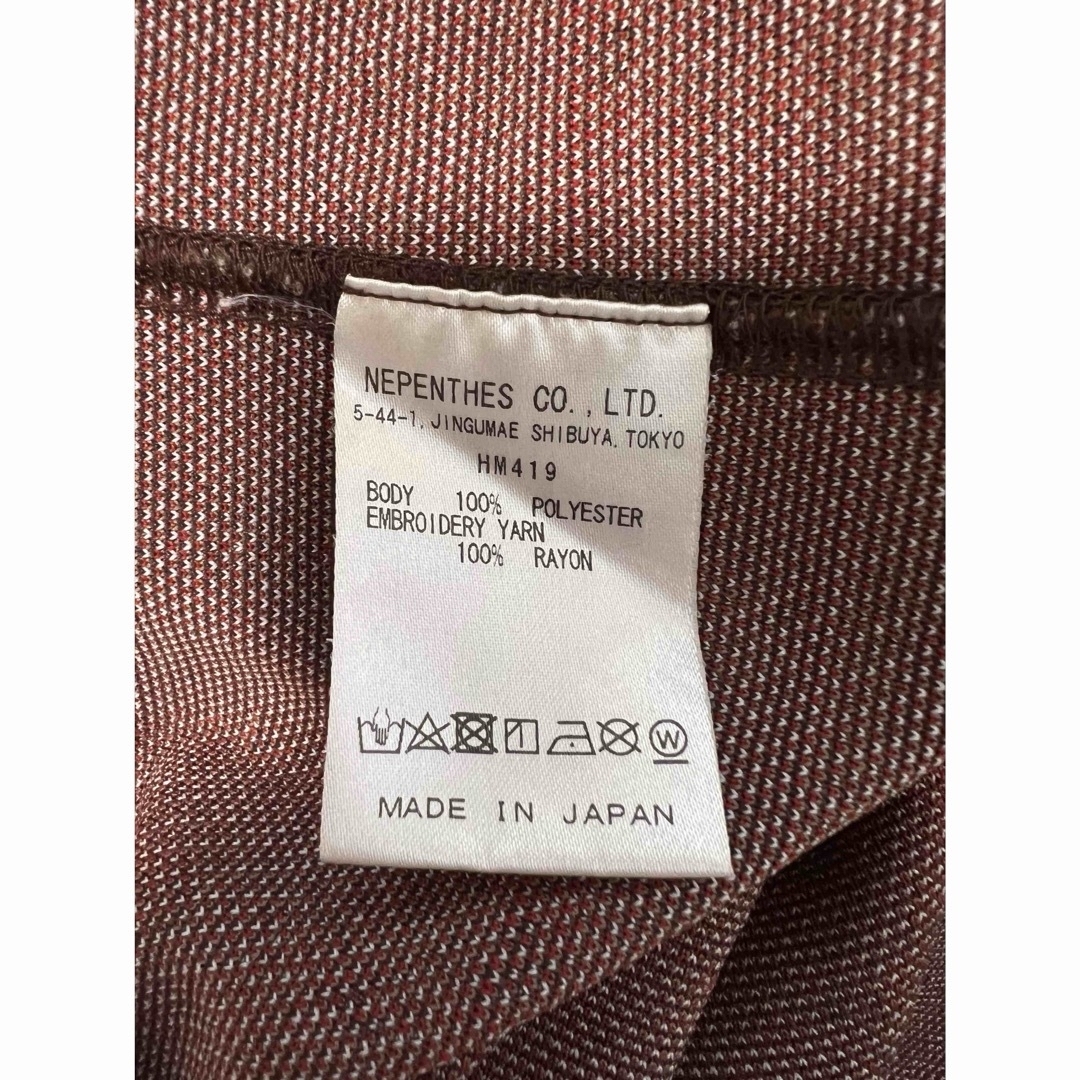 NEPENTHES CO., LTD.
5-44-1, JINGUMAE SHIBUYA, TOKYO
HM419
BODY 100% POLYESTER
EMBROIDERY YARN
100% RAYON
W
MADE IN JAPAN